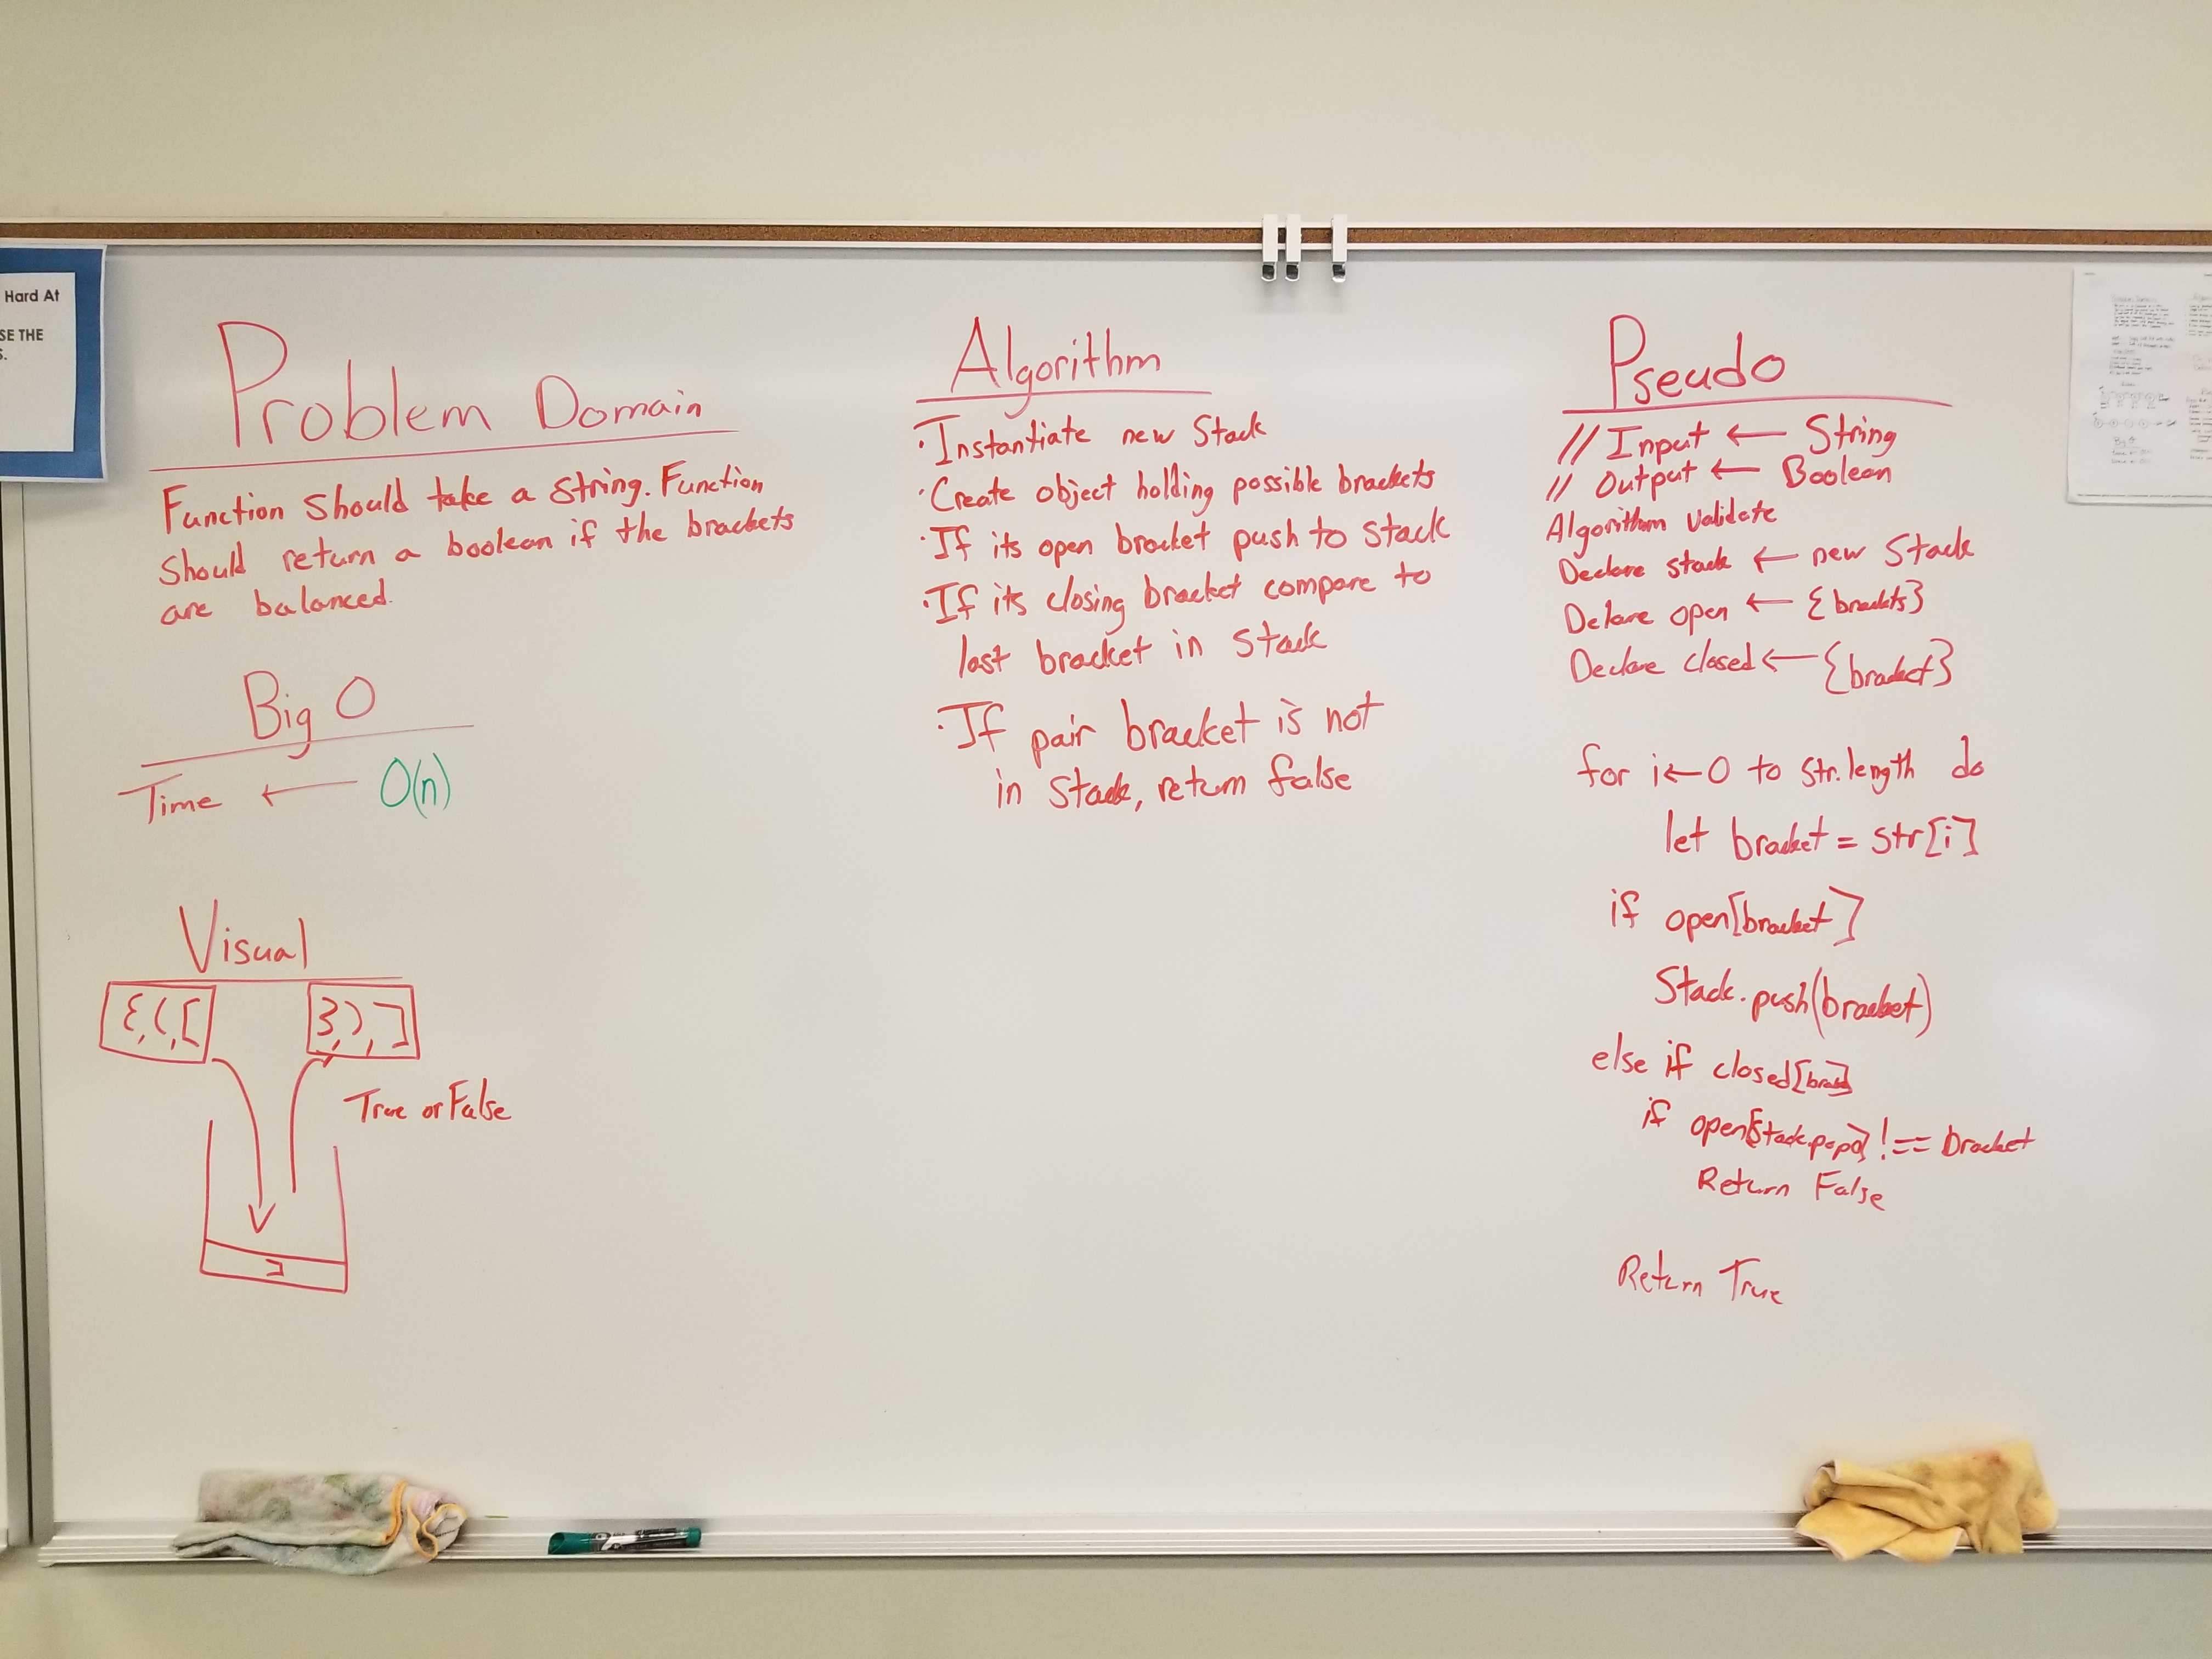 Hard At
SE THE
S.
Problem Domain
Function should take a string. Function
should return a boolean if the brackets
are balanced.
Big O
Time ← O(n)
Visual
{,(,[
},),]
True or False
Algorithm
·Instantiate new Stack
·Create object holding possible brackets
·If its open bracket push to stack
·If its closing bracket compare to
last bracket in stack
·If pair bracket is not
in stack, return false
Pseudo
// Input ← String
// Output ← Boolean
Algorithm validate
Declare stack ← new Stack
Delare open ← {brackets}
Declare closed ← {bracket}
for i ← 0 to str.length do
let bracket = str[i]
if open[bracket]
Stack.push(bracket)
else if closed[brack]
if open[stack.pop()] !== bracket
Return False
Return True